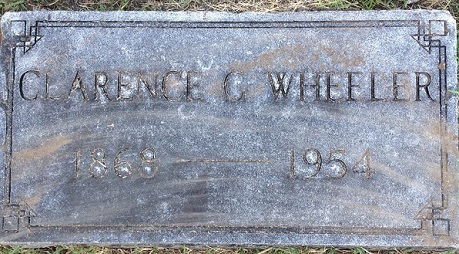 CLARENCE C. WHEELER
1868 — 1954